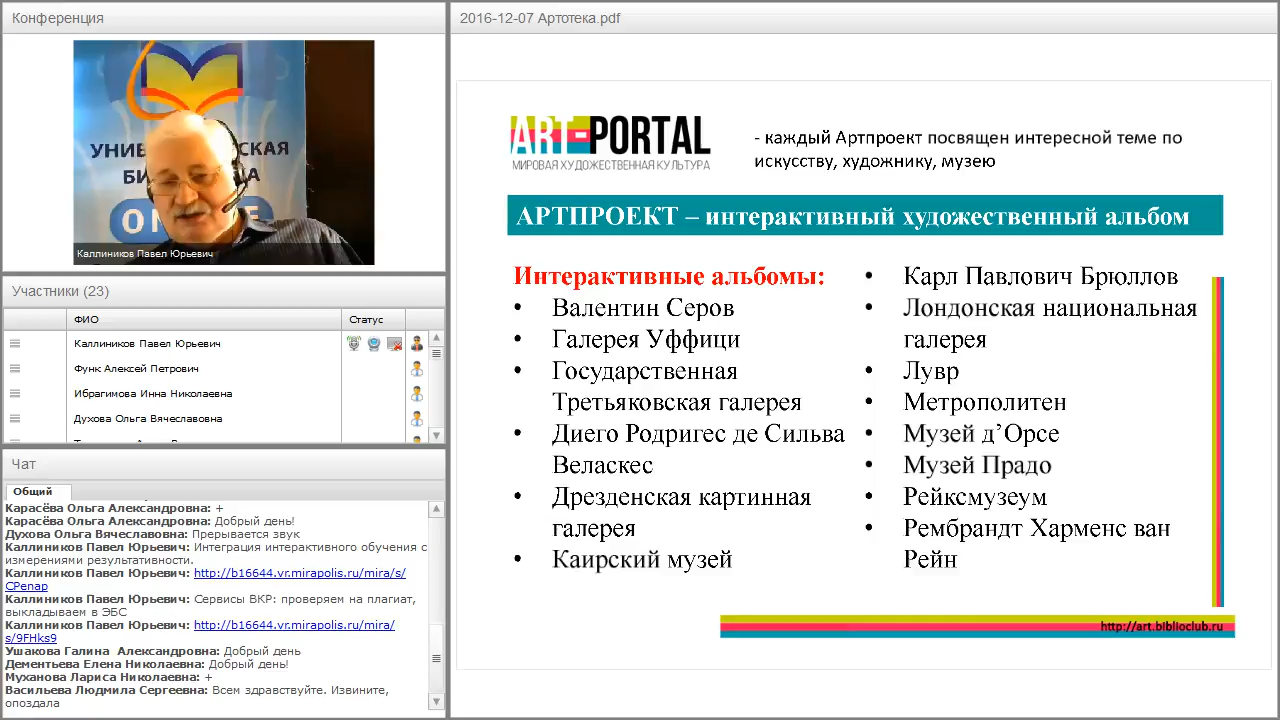 Конференция
УНИВ
СКАЯ
Каллиников Павел Юрьевич
Участники (23)
ФИО
Статус
Каллиников Павел Юрьевич
Функ Алексей Петрович
Ибрагимова Инна Николаевна
Духова Ольга Вячеславовна
Чат
Общий
Карасёва Ольга Александровна: +
Карасёва Ольга Александровна: Добрый день!
Духова Ольга Вячеславовна: Прерывается звук
Каллиников Павел Юрьевич: Интеграция интерактивного обучения с
измерениями результативности.
Каллиников Павел Юрьевич: http://b16644.vr.mirapolis.ru/mira/s/
CPenap
Каллиников Павел Юрьевич: Сервисы ВКР: проверяем на плагиат,
выкладываем в ЭБС
Каллиников Павел Юрьевич: http://b16644.vr.mirapolis.ru/mira/
s/9FHks9
Ушакова Галина Александровна: Добрый день
Дементьева Елена Николаевна: Добрый день!
Муханова Лариса Николаевна: +
Васильева Людмила Сергеевна: Всем здравствуйте. Извините,
опоздала
2016-12-07 Артотека.pdf
ART-PORTAL
МИРОВАЯ ХУДОЖЕСТВЕННАЯ КУЛЬТУРА
- каждый Артпроект посвящен интересной теме по
искусству, художнику, музею
АРТПРОЕКТ – интерактивный художественный альбом
Интерактивные альбомы:
• Валентин Серов
• Галерея Уффици
• Государственная
Третьяковская галерея
• Диего Родригес де Сильва
Веласкес
• Дрезденская картинная
галерея
• Каирский музей
• Карл Павлович Брюллов
• Лондонская национальная
галерея
• Лувр
• Метрополитен
• Музей д’Орсе
• Музей Прадо
• Рейксмузеум
• Рембрандт Харменс ван
Рейн
http://art.biblioclub.ru